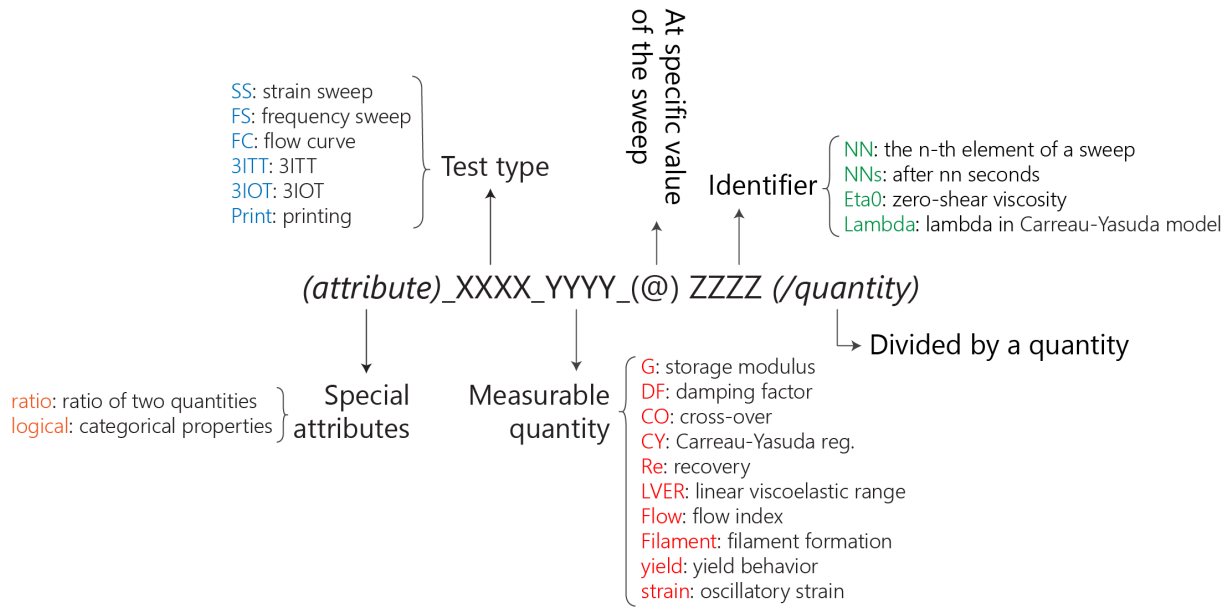 At specific value
of the sweep
SS: strain sweep
FS: frequency sweep
FC: flow curve
3ITT: 3ITT
3IOT: 3IOT
Print: printing
Test type
Identifier
NN: the n-th element of a sweep
NNs: after nn seconds
Eta0: zero-shear viscosity
Lambda: lambda in Carreau-Yasuda model
(attribute)_XXXX_YYYY_(@) ZZZZ (/quantity)
Divided by a quantity
ratio: ratio of two quantities
logical: categorical properties
Special
attributes
Measurable
quantity
G: storage modulus
DF: damping factor
CO: cross-over
CY: Carreau-Yasuda reg.
Re: recovery
LVER: linear viscoelastic range
Flow: flow index
Filament: filament formation
yield: yield behavior
strain: oscillatory strain